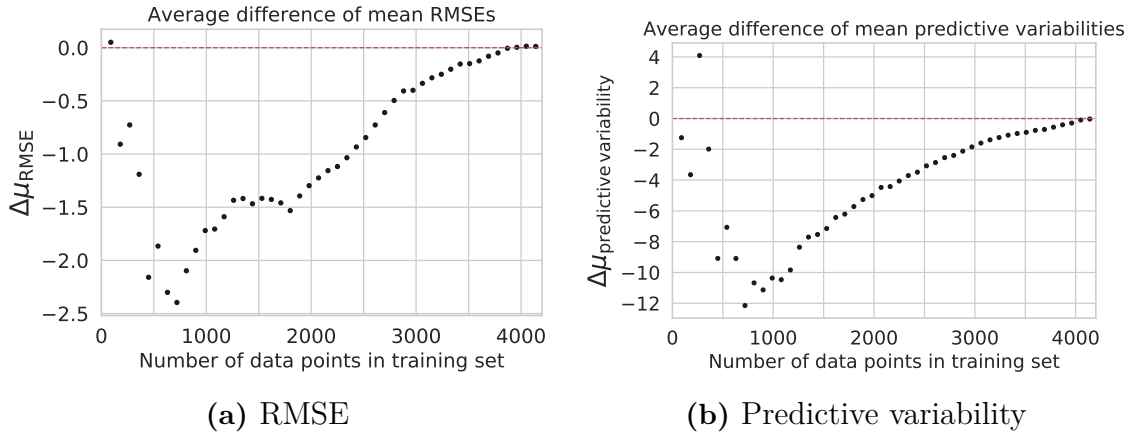 Average difference of mean RMSEs
0.0
−0.5
−1.0
−1.5
−2.0
−2.5
ΔμRMSE
0 1000 2000 3000 4000
Number of data points in training set
(a) RMSE
Average difference of mean predictive variabilities
4
2
0
−2
−4
−6
−8
−10
−12
Δμpredictive variability
0 1000 2000 3000 4000
Number of data points in training set
(b) Predictive variability